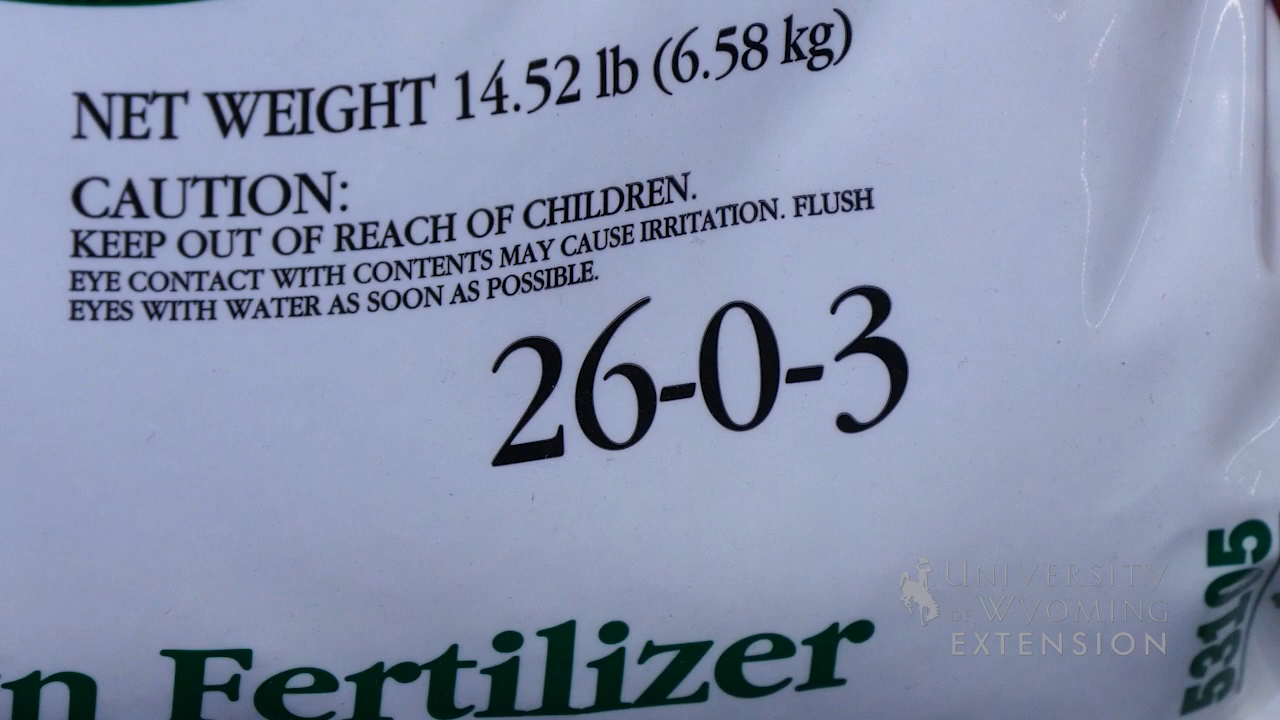 NET WEIGHT 14.52 lb (6.58 kg)
CAUTION:
KEEP OUT OF REACH OF CHILDREN.
EYE CONTACT WITH CONTENTS MAY CAUSE IRRITATION. FLUSH
EYES WITH WATER AS SOON AS POSSIBLE.
26-0-3
Fertilizer
53105
UNIVERSITY
OF WYOMING
EXTENSION